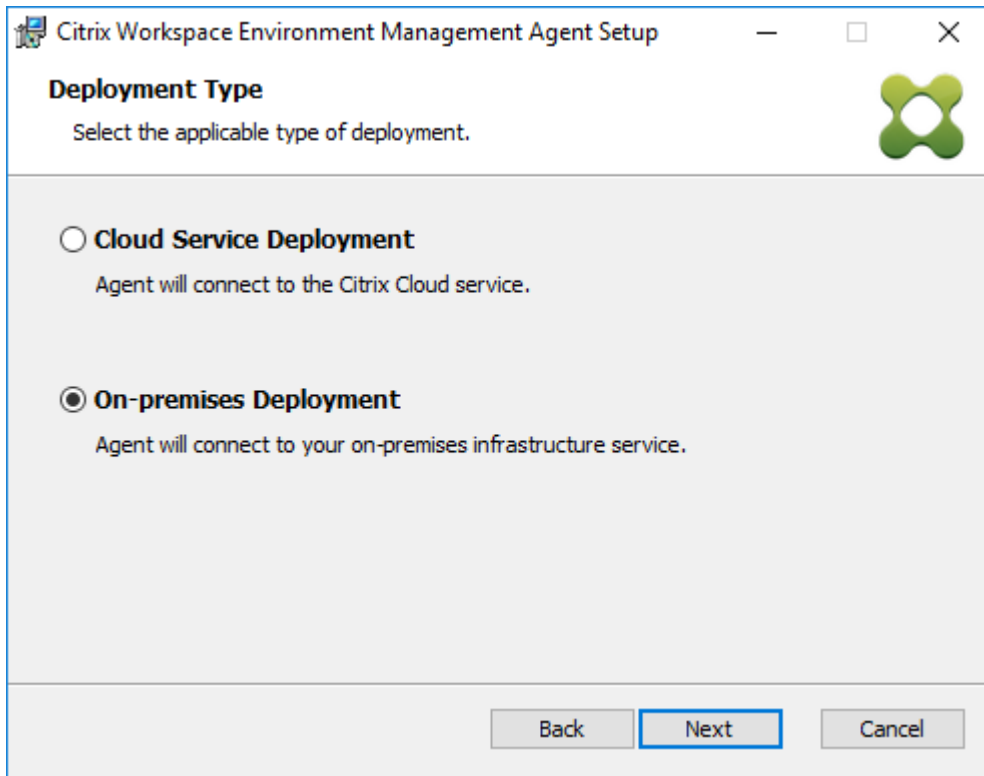 Citrix Workspace Environment Management Agent Setup
Deployment Type
Select the applicable type of deployment.
Cloud Service Deployment
Agent will connect to the Citrix Cloud service.
On-premises Deployment
Agent will connect to your on-premises infrastructure service.
Back Next Cancel